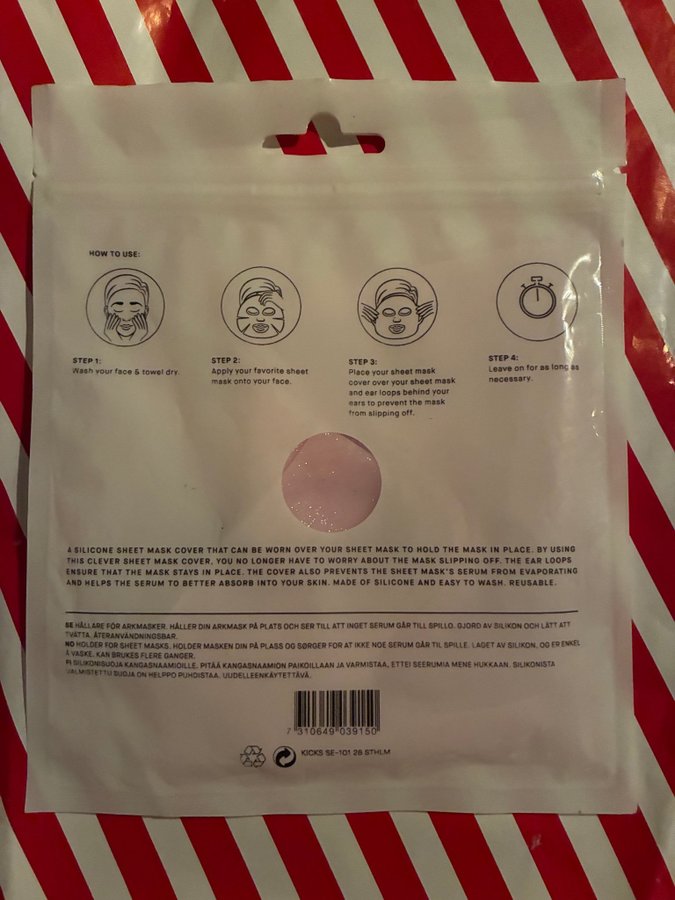 HOW TO USE:
STEP 1:
Wash your face & towel dry.
STEP 2:
Apply your favorite sheet
mask onto your face.
STEP 3:
Place your sheet mask
cover over your sheet mask
and ear loops behind your
ears to prevent the mask
from slipping off.
STEP 4:
Leave on for as long as
necessary.
A SILICONE SHEET MASK COVER THAT CAN BE WORN OVER YOUR SHEET MASK TO HOLD THE MASK IN PLACE. BY USING
THIS CLEVER SHEET MASK COVER, YOU NO LONGER HAVE TO WORRY ABOUT THE MASK SLIPPING OFF. THE EAR LOOPS
ENSURE THAT THE MASK STAYS IN PLACE. THE COVER ALSO PREVENTS THE SHEET MASK'S SERUM FROM EVAPORATING
AND HELPS THE SERUM TO BETTER ABSORB INTO YOUR SKIN. MADE OF SILICONE AND EASY TO WASH. REUSABLE.
SE HÅLLARE FÖR ARKMASKER. HÅLLER DIN ARKMASK PÅ PLATS OCH SER TILL ATT INGET SERUM GÅR TILL SPILLO. GJORD AV SILIKON OCH LÄTT ATT
TVÄTTA. ÅTERANVÄNDNINGSBAR.
NO HOLDER FOR SHEET MASKS. HOLDER MASKEN DIN PÅ PLASS OG SØRGER FOR AT IKKE NOE SERUM GÅR TIL SPILLE. LAGET AV SILIKON, OG ER ENKEL
Å VASKE. KAN BRUKES FLERE GANGER.
FI SILIKONISUOJA KANGASNAAMIOILLE. PITÄÄ KANGASNAAMION PAIKOILLAAN JA VARMISTAA, ETTEI SEERUMIA MENE HUKKAAN. SILIKONISTA
VALMISTETTU SUOJA ON HELPPO PUHDISTAA. UUDELLEENKÄYTETTÄVÄ.
7 310649 039150
KICKS SE-101 26 STHLM